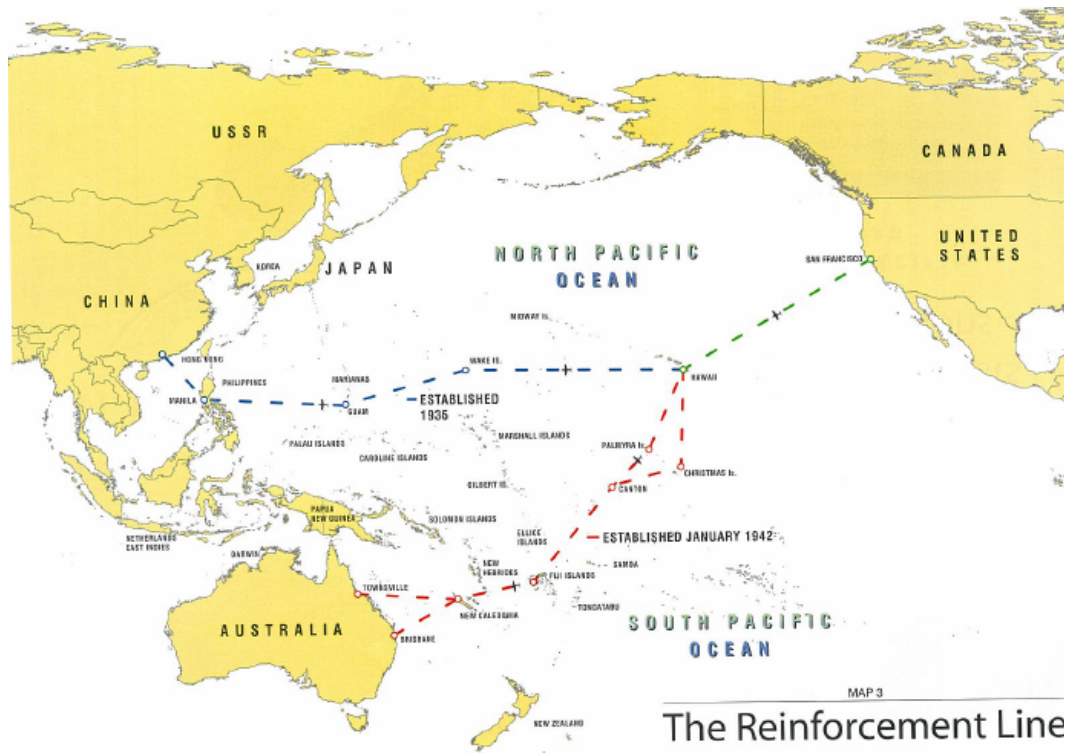 USSR
CANADA
UNITED
STATES
NORTH PACIFIC
OCEAN
SAN FRANCISCO
KOREA
JAPAN
CHINA
MIDWAY Is.
HONG KONG
WAKE IS.
HAWAII
PHILIPPINES
MARIANAS
MANILA
GUAM
ESTABLISHED
1935
PALAU ISLANDS
CAROLINE ISLANDS
MARSHALL ISLANDS
PALMYRA Is.
CHRISTMAS Is.
GILBERT IS.
CANTON
PAPUA
NEW GUINEA
SOLOMON ISLANDS
NETHERLANDS
EAST INDIES
DARWIN
ELLICE
ISLANDS
ESTABLISHED JANUARY 1942
NEW
HEBRIDES
FIJI ISLANDS
SAMOA
TOWNSVILLE
TONGATABU
NEW CALEDONIA
AUSTRALIA
BRISBANE
SOUTH PACIFIC
OCEAN
NEW ZEALAND
MAP 3
The Reinforcement Line